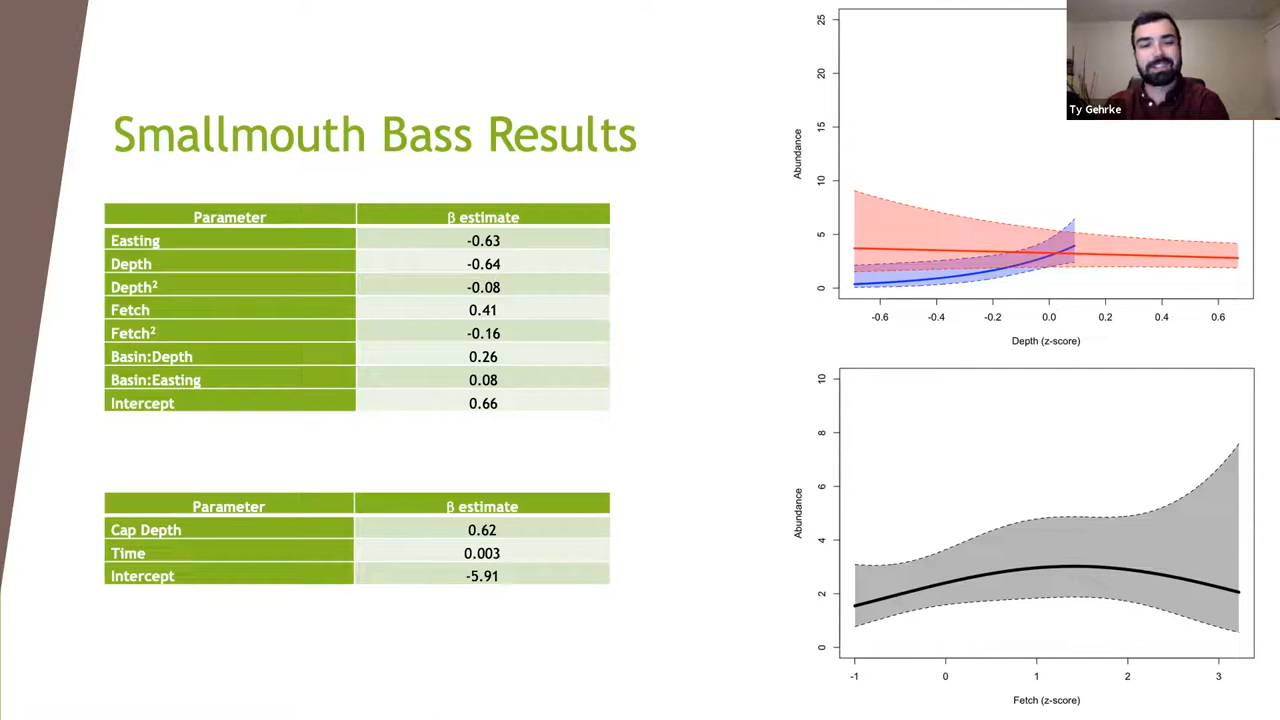 Smallmouth Bass Results
Parameter β estimate
Easting -0.63
Depth -0.64
Depth² -0.08
Fetch 0.41
Fetch² -0.16
Basin:Depth 0.26
Basin:Easting 0.08
Intercept 0.66
Parameter β estimate
Cap Depth 0.62
Time 0.003
Intercept -5.91
Ty Gehrke
Abundance
25
20
15
10
5
0
-0.6 -0.4 -0.2 0.0 0.2 0.4 0.6
Depth (z-score)
Abundance
10
8
6
4
2
0
-1 0 1 2 3
Fetch (z-score)